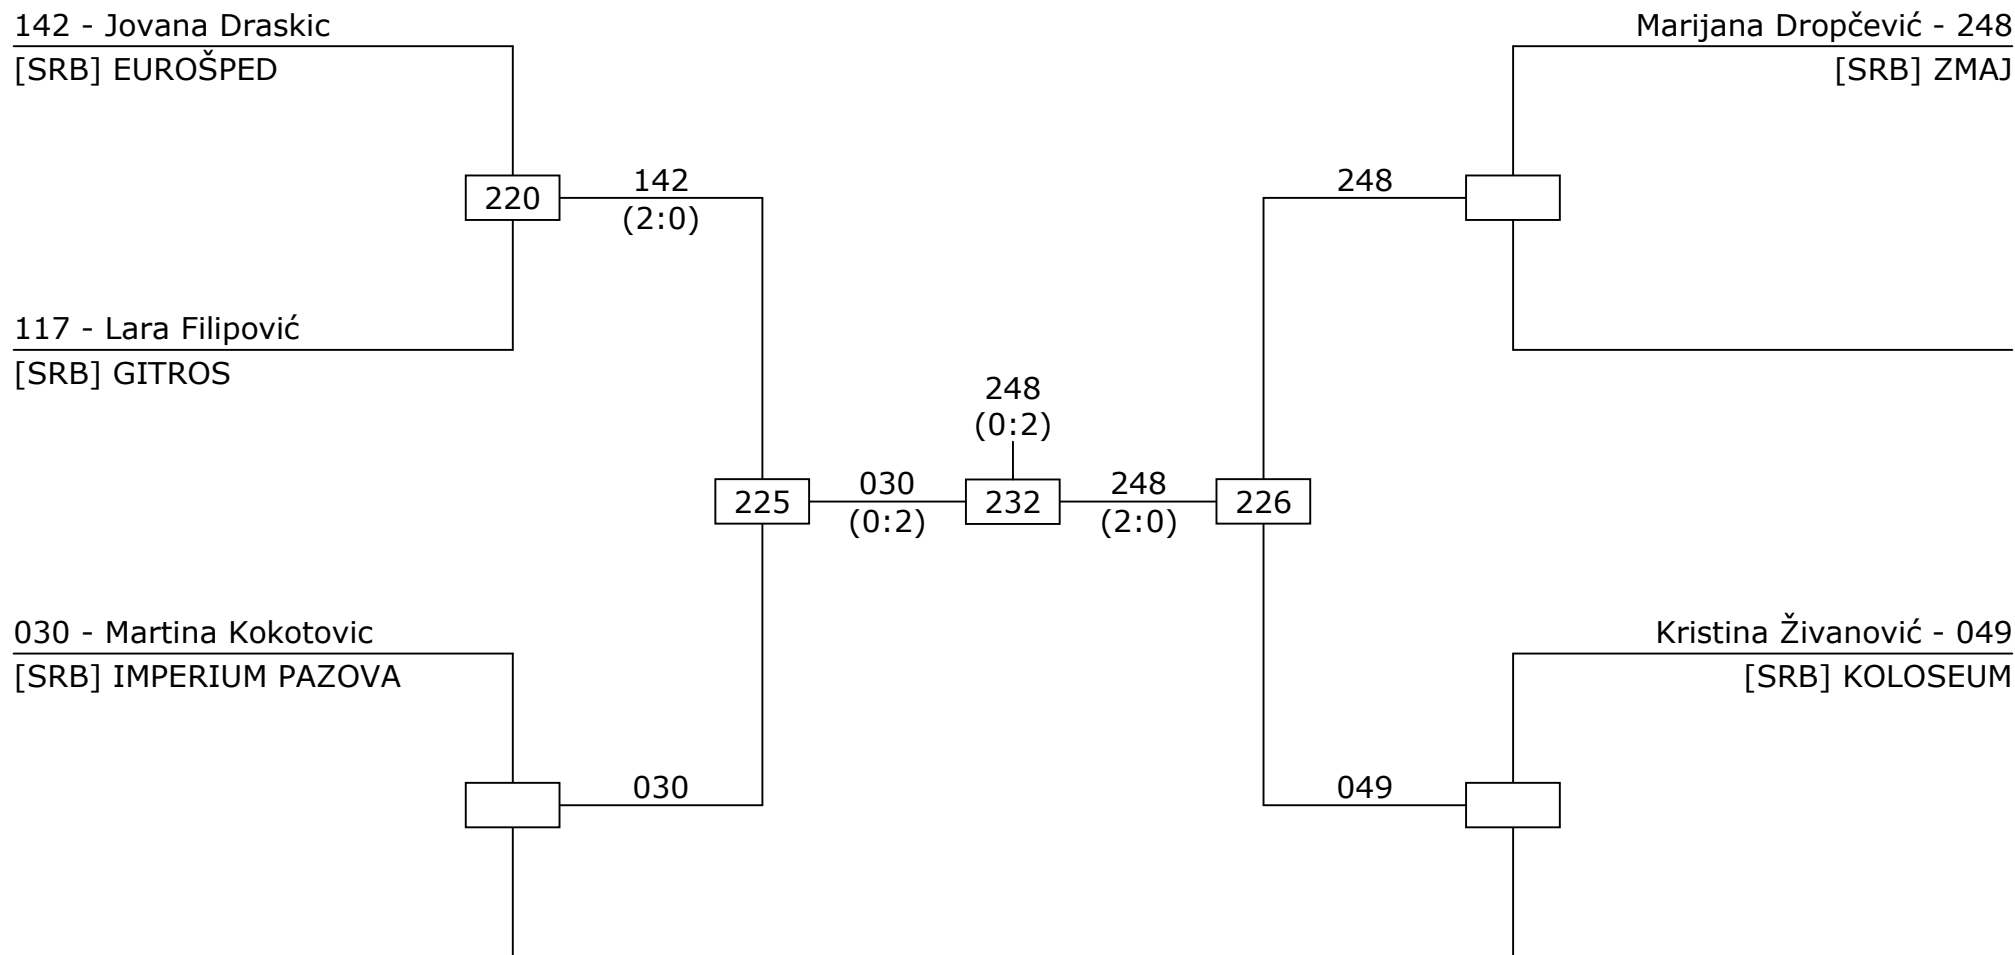 142 - Jovana Draskic
[SRB] EUROŠPED
Marijana Dropčević - 248
[SRB] ZMAJ
220
142
(2:0)
248
117 - Lara Filipović
[SRB] GITROS
248
(0:2)
225
030
(0:2)
232
248
(2:0)
226
030 - Martina Kokotovic
[SRB] IMPERIUM PAZOVA
Kristina Živanović - 049
[SRB] KOLOSEUM
030
049